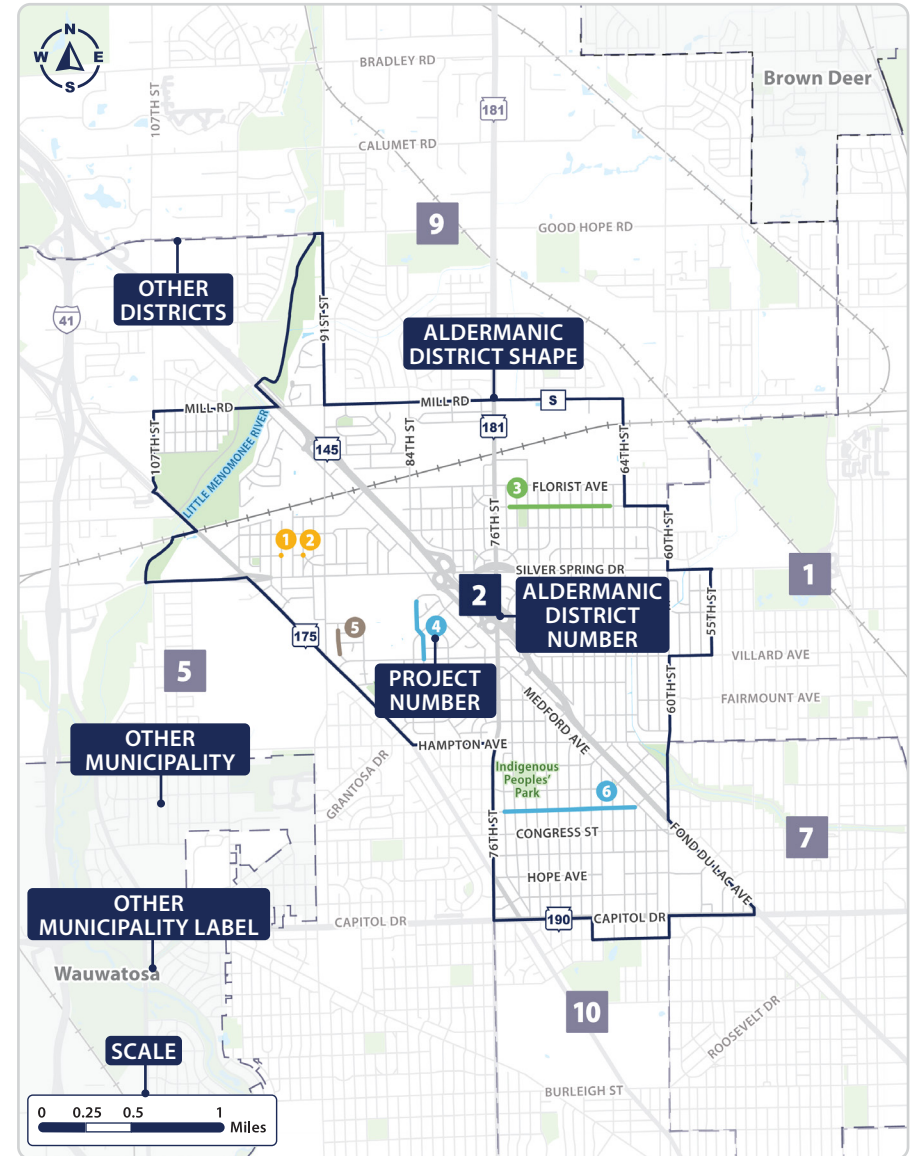 N
W E
S
BRADLEY RD
Brown Deer
107TH ST
181
CALUMET RD
9
GOOD HOPE RD
OTHER
DISTRICTS
41
91ST ST
ALDERMANIC
DISTRICT SHAPE
MILL RD
MILL RD
S
107TH ST
LITTLE MENOMONEE RIVER
145
84TH ST
181
64TH ST
3 FLORIST AVE
76TH ST
60TH ST
1 2
SILVER SPRING DR
1
2
ALDERMANIC
DISTRICT
NUMBER
55TH ST
175
5
4
VILLARD AVE
5
PROJECT
NUMBER
60TH ST
FAIRMOUNT AVE
MEDFORD AVE
OTHER
MUNICIPALITY
HAMPTON AVE
GRANTOSA DR
Indigenous
Peoples'
Park
6
76TH ST
CONGRESS ST
FOND DU LAC AVE
7
HOPE AVE
OTHER
MUNICIPALITY LABEL
CAPITOL DR
190
CAPITOL DR
Wauwatosa
10
ROOSEVELT DR
SCALE
BURLEIGH ST
0 0.25 0.5 1
Miles